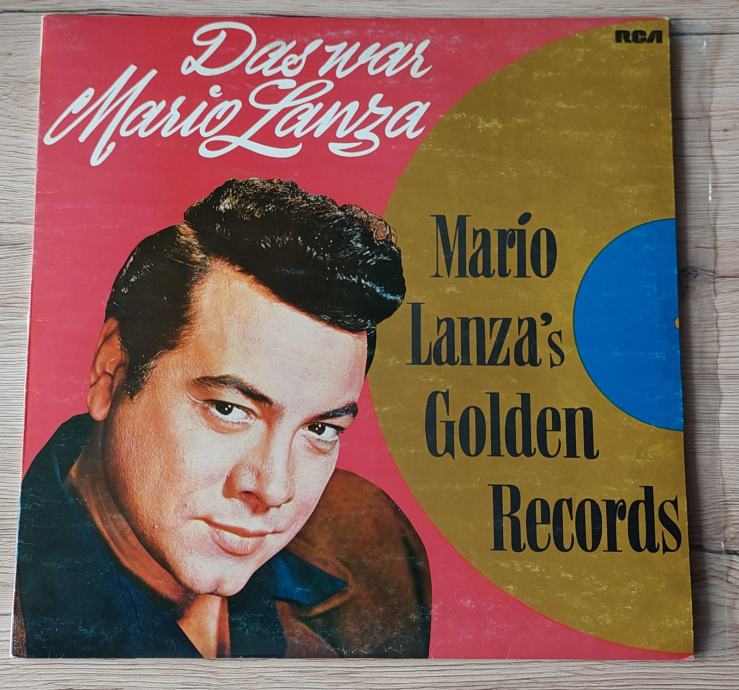 Das war
Mario Lanza
RCA
Mario
Lanza's
Golden
Records